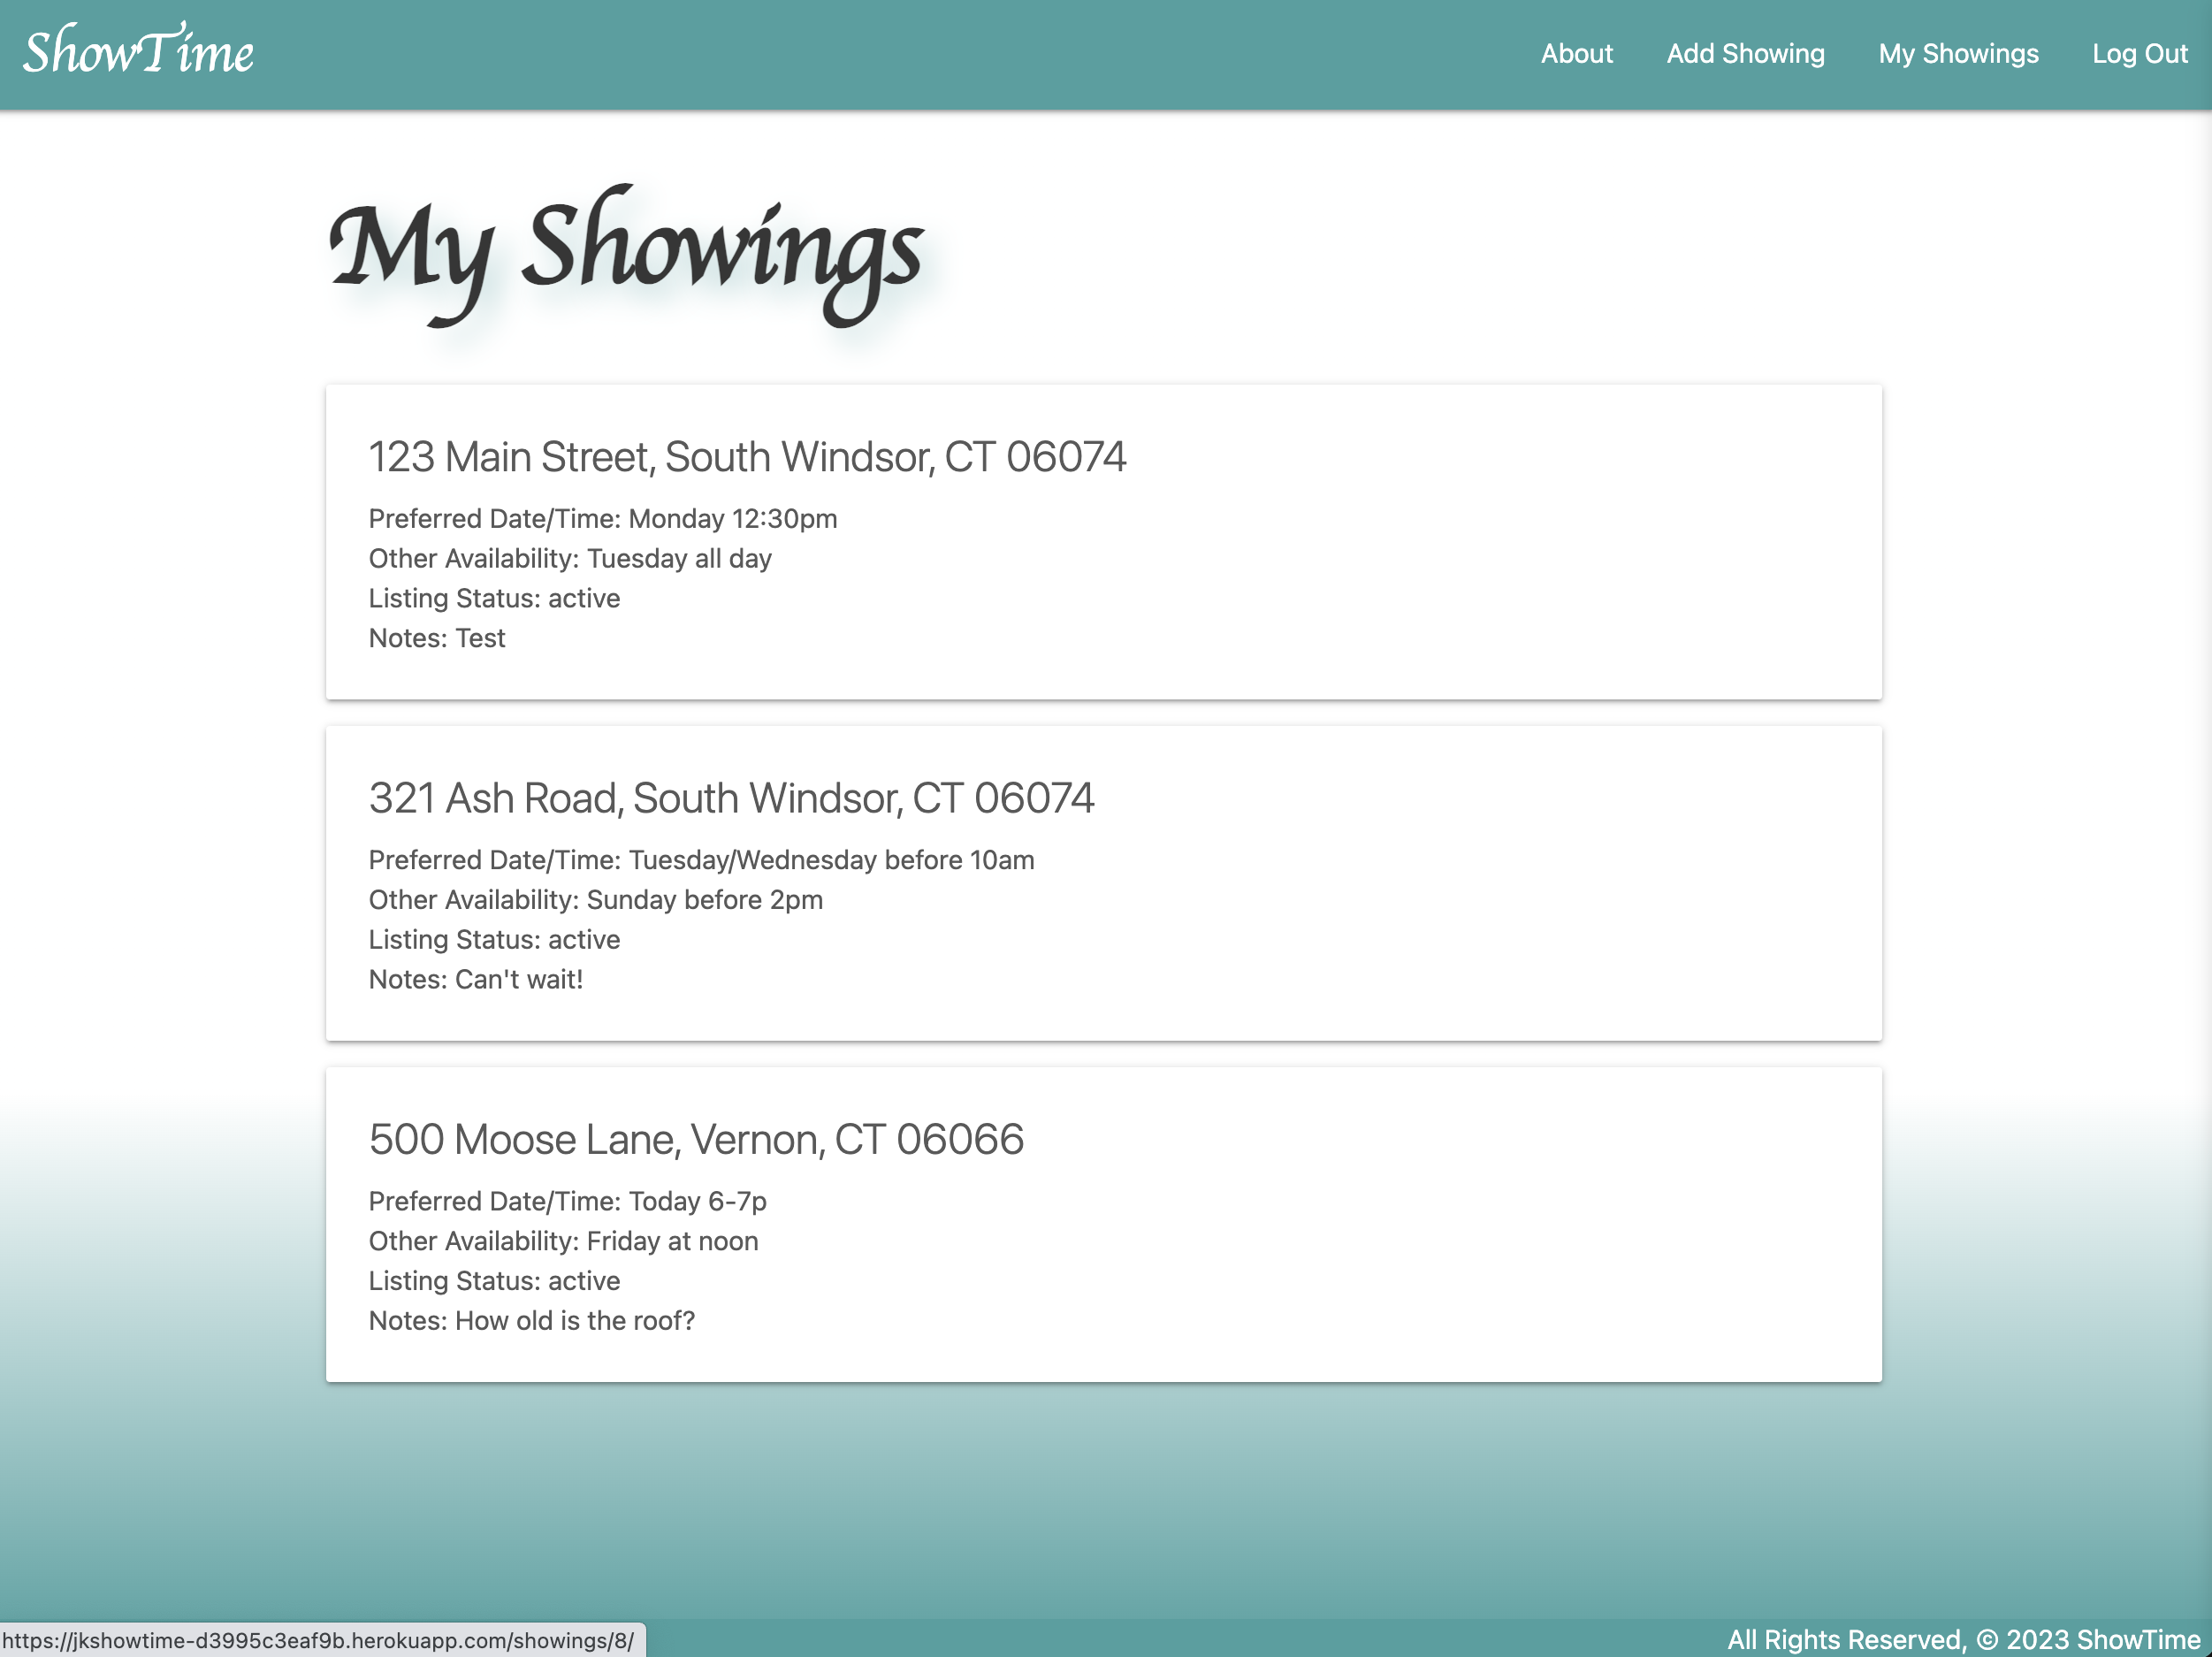 ShowTime
About
Add Showing
My Showings
Log Out
My Showings
123 Main Street, South Windsor, CT 06074
Preferred Date/Time: Monday 12:30pm
Other Availability: Tuesday all day
Listing Status: active
Notes: Test
321 Ash Road, South Windsor, CT 06074
Preferred Date/Time: Tuesday/Wednesday before 10am
Other Availability: Sunday before 2pm
Listing Status: active
Notes: Can't wait!
500 Moose Lane, Vernon, CT 06066
Preferred Date/Time: Today 6-7p
Other Availability: Friday at noon
Listing Status: active
Notes: How old is the roof?
https://jkshowtime-d3995c3eaf9b.herokuapp.com/showings/8/
All Rights Reserved, © 2023 ShowTime